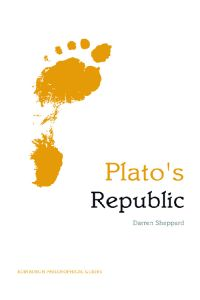 Plato's
Republic
Darren Sheppard
EDINBURGH PHILOSOPHICAL GUIDES